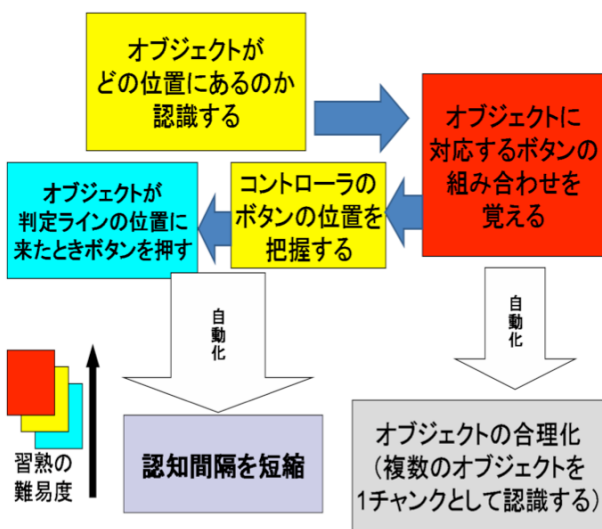 オブジェクトが
どの位置にあるのか
認識する
オブジェクトに
対応するボタンの
組み合わせを
覚える
コントローラの
ボタンの位置を
把握する
オブジェクトが
判定ラインの位置に
来たときボタンを押す
自動化
自動化
認知間隔を短縮
オブジェクトの合理化
(複数のオブジェクトを
1チャンクとして認識する)
習熟の
難易度